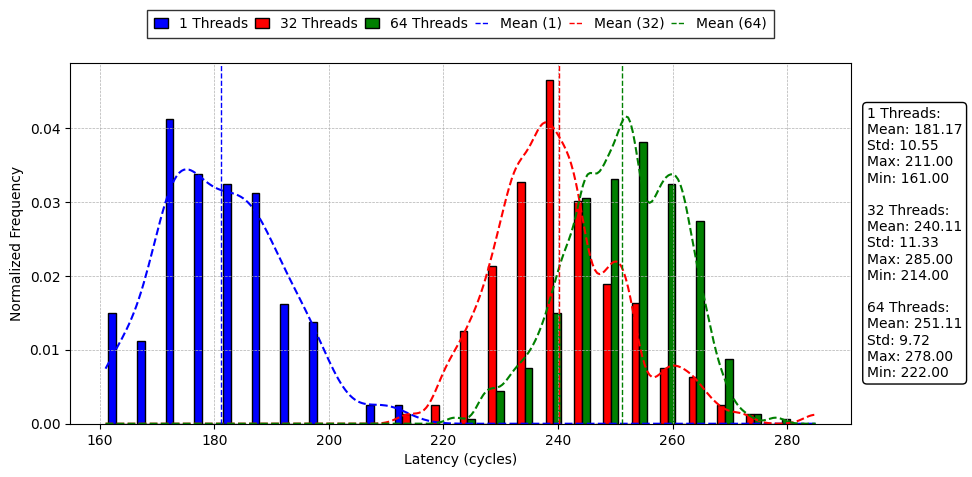 1 Threads 32 Threads 64 Threads Mean (1) Mean (32) Mean (64)
Normalized Frequency
0.04
0.03
0.02
0.01
0.00
160 180 200 220 240 260 280
Latency (cycles)
1 Threads:
Mean: 181.17
Std: 10.55
Max: 211.00
Min: 161.00
32 Threads:
Mean: 240.11
Std: 11.33
Max: 285.00
Min: 214.00
64 Threads:
Mean: 251.11
Std: 9.72
Max: 278.00
Min: 222.00